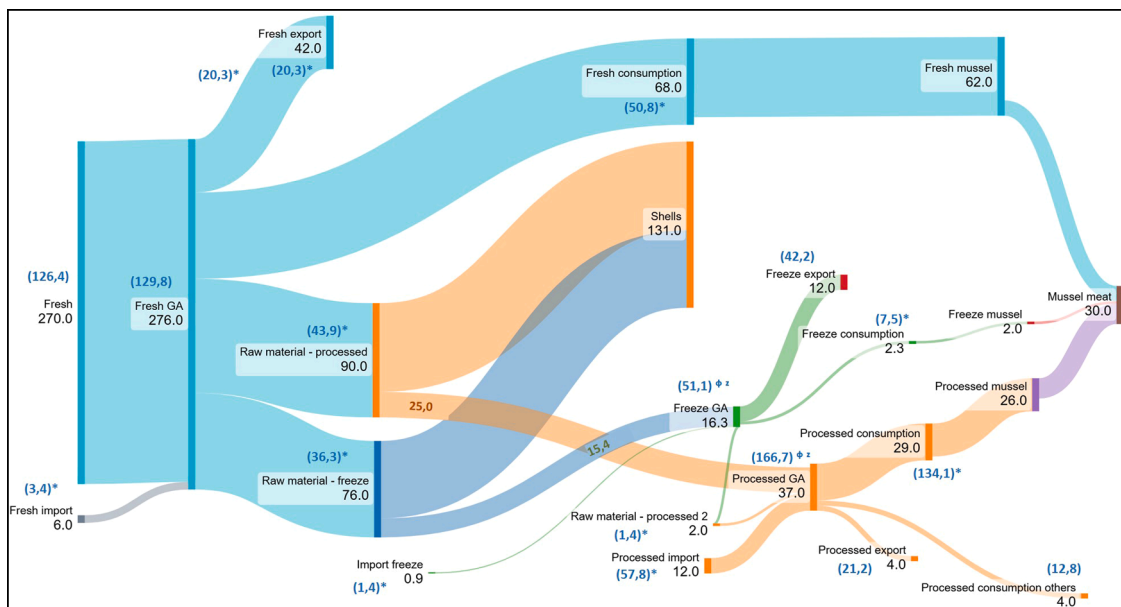 Fresh export
42.0
(20,3)*
(20,3)*
Fresh consumption
68.0
(50,8)*
Fresh mussel
62.0
Shells
131.0
(126,4)
Fresh
270.0
(129,8)
Fresh GA
276.0
(3,4)*
Fresh import
6.0
(43,9)*
Raw material - processed
90.0
25,0
(36,3)*
Raw material - freeze
76.0
15,4
(42,2)
Freeze export
12.0
(7,5)*
Freeze consumption
2.3
Freeze mussel
2.0
Mussel meat
30.0
(51,1) ϕ z
Freeze GA
16.3
Processed mussel
26.0
Processed consumption
29.0
(134,1)*
(166,7) ϕ z
Processed GA
37.0
Raw material - processed 2
2.0
(1,4)*
Import freeze
0.9
(1,4)*
Processed import
12.0
(57,8)*
Processed export
4.0
(21,2)
(12,8)
Processed consumption others
4.0